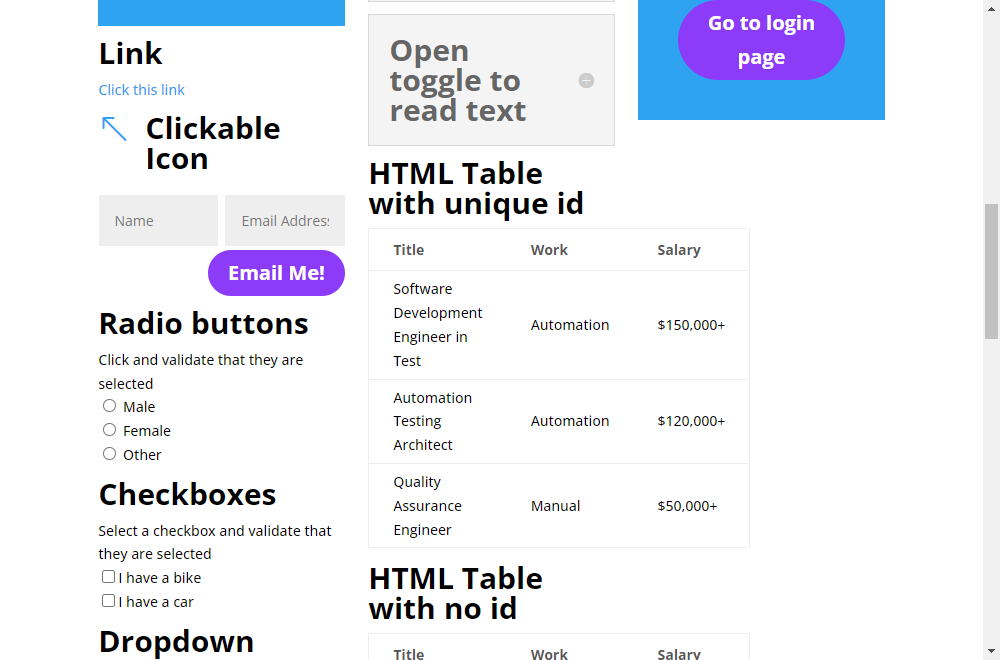 Link
Click this link
Clickable
Icon
Name
Email Address
Email Me!
Radio buttons
Click and validate that they are
selected
Male
Female
Other
Checkboxes
Select a checkbox and validate that
they are selected
I have a bike
I have a car
Dropdown
Open
toggle to
read text
HTML Table
with unique id
Title Work Salary
Software
Development
Engineer in
Test
Automation
$150,000+
Automation
Testing
Architect
Automation
$120,000+
Quality
Assurance
Engineer
Manual
$50,000+
HTML Table
with no id
Title Work Salary
Go to login
page